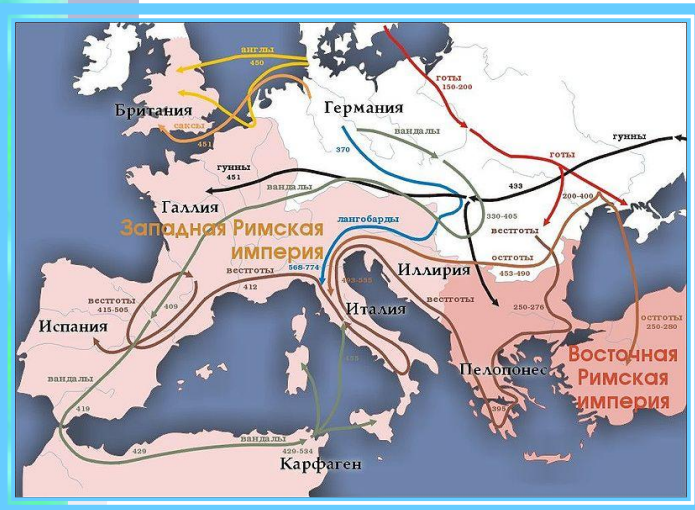 англы
450
готы
150-200
Британия
Германия
саксы
451
вандалы
гунны
370
готы
гунны
451
вандалы
433
200-400
Галлия
330-405
лангобарды
вестготы
Западная Римская
империя
остготы
453-490
568-774
вестготы
412
493-535
Иллирия
вестготы
415-505
409
вестготы
250-276
Испания
Италия
остготы
250-280
455
Пелопонес
Восточная
Римская
империя
вандалы
395
419
429
вандалы
429-534
Карфаген